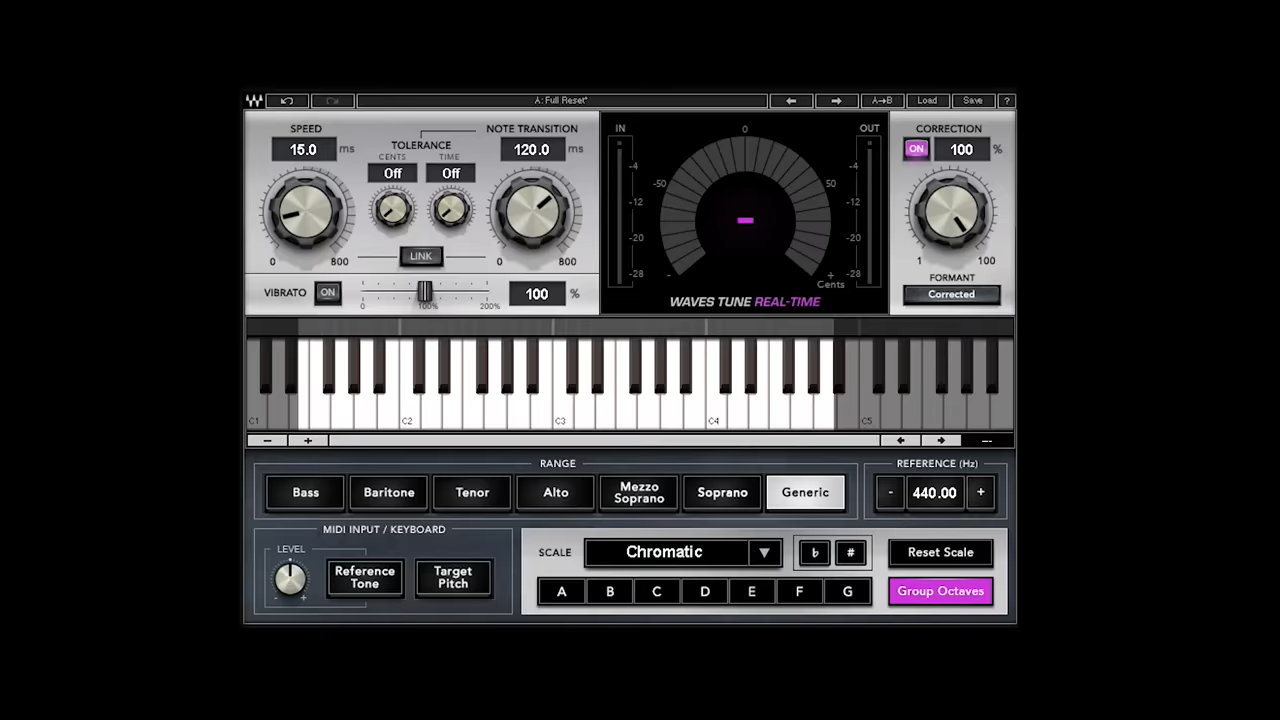 A: Full Reset*
A→B
Load
Save
?
SPEED
15.0 ms
0 800
TOLERANCE
CENTS TIME
Off Off
LINK
NOTE TRANSITION
120.0 ms
0 800
VIBRATO ON
0 100% 200%
100 %
IN
-4
-12
-20
-28
0
-50 50
- +
Cents
OUT
-4
-12
-20
-28
WAVES TUNE REAL-TIME
CORRECTION
ON 100 %
1 100
FORMANT
Corrected
C1 C2 C3 C4 C5
- +
RANGE
Bass
Baritone
Tenor
Alto
Mezzo
Soprano
Soprano
Generic
REFERENCE (Hz)
- 440.00 +
MIDI INPUT / KEYBOARD
LEVEL
- +
Reference
Tone
Target
Pitch
SCALE Chromatic ♭ #
Reset Scale
A B C D E F G
Group Octaves